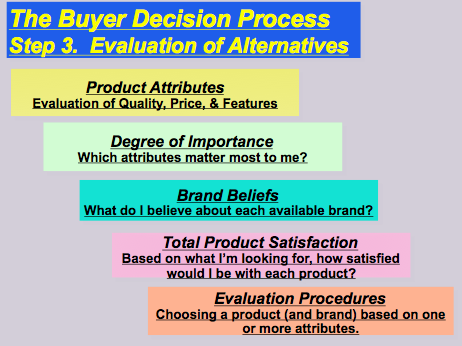 The Buyer Decision Process
Step 3.  Evaluation of Alternatives
Product Attributes
Evaluation of Quality, Price, & Features
Degree of Importance
Which attributes matter most to me?
Brand Beliefs
What do I believe about each available brand?
Total Product Satisfaction
Based on what I’m looking for, how satisfied
would I be with each product?
Evaluation Procedures
Choosing a product (and brand) based on one
or more attributes.